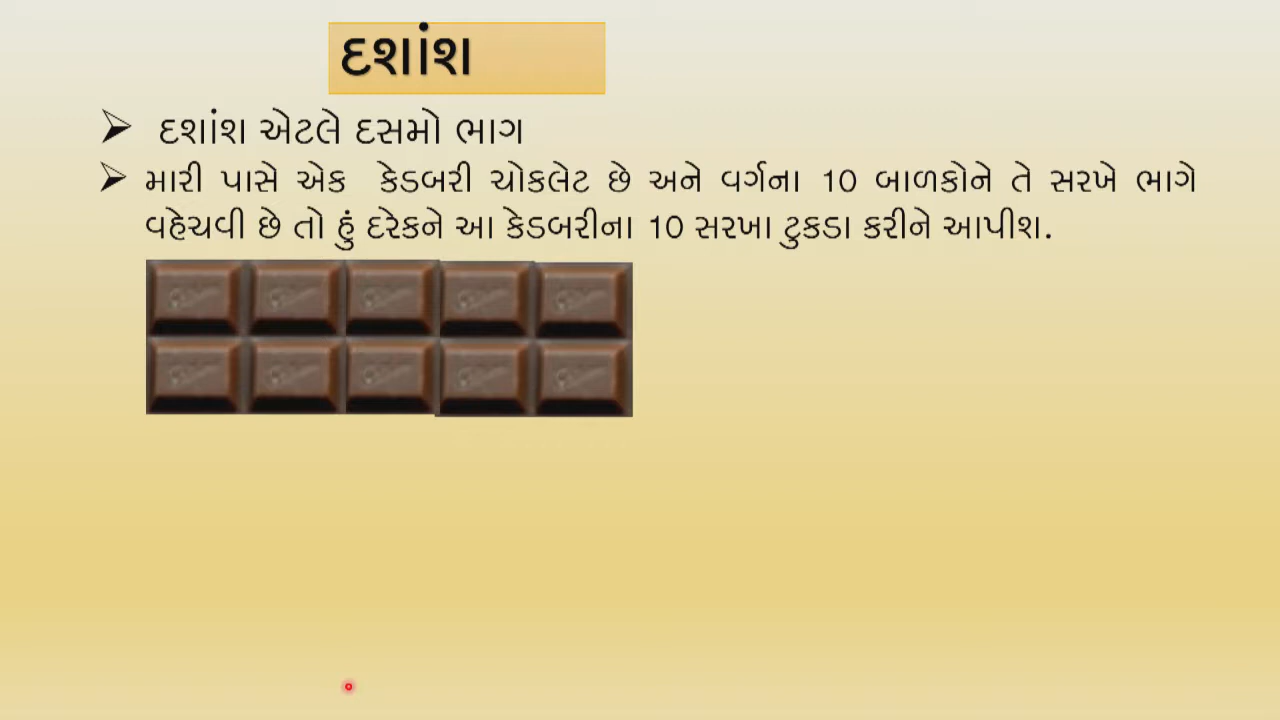 દશાંશ
➢ દશાંશ એટલે દસમો ભાગ
➢ મારી પાસે એક કેડબરી ચોકલેટ છે અને વર્ગના 10 બાળકોને તે સરખે ભાગે
વહેચવી છે તો હું દરેકને આ કેડબરીના 10 સરખા ટુકડા કરીને આપીશ.